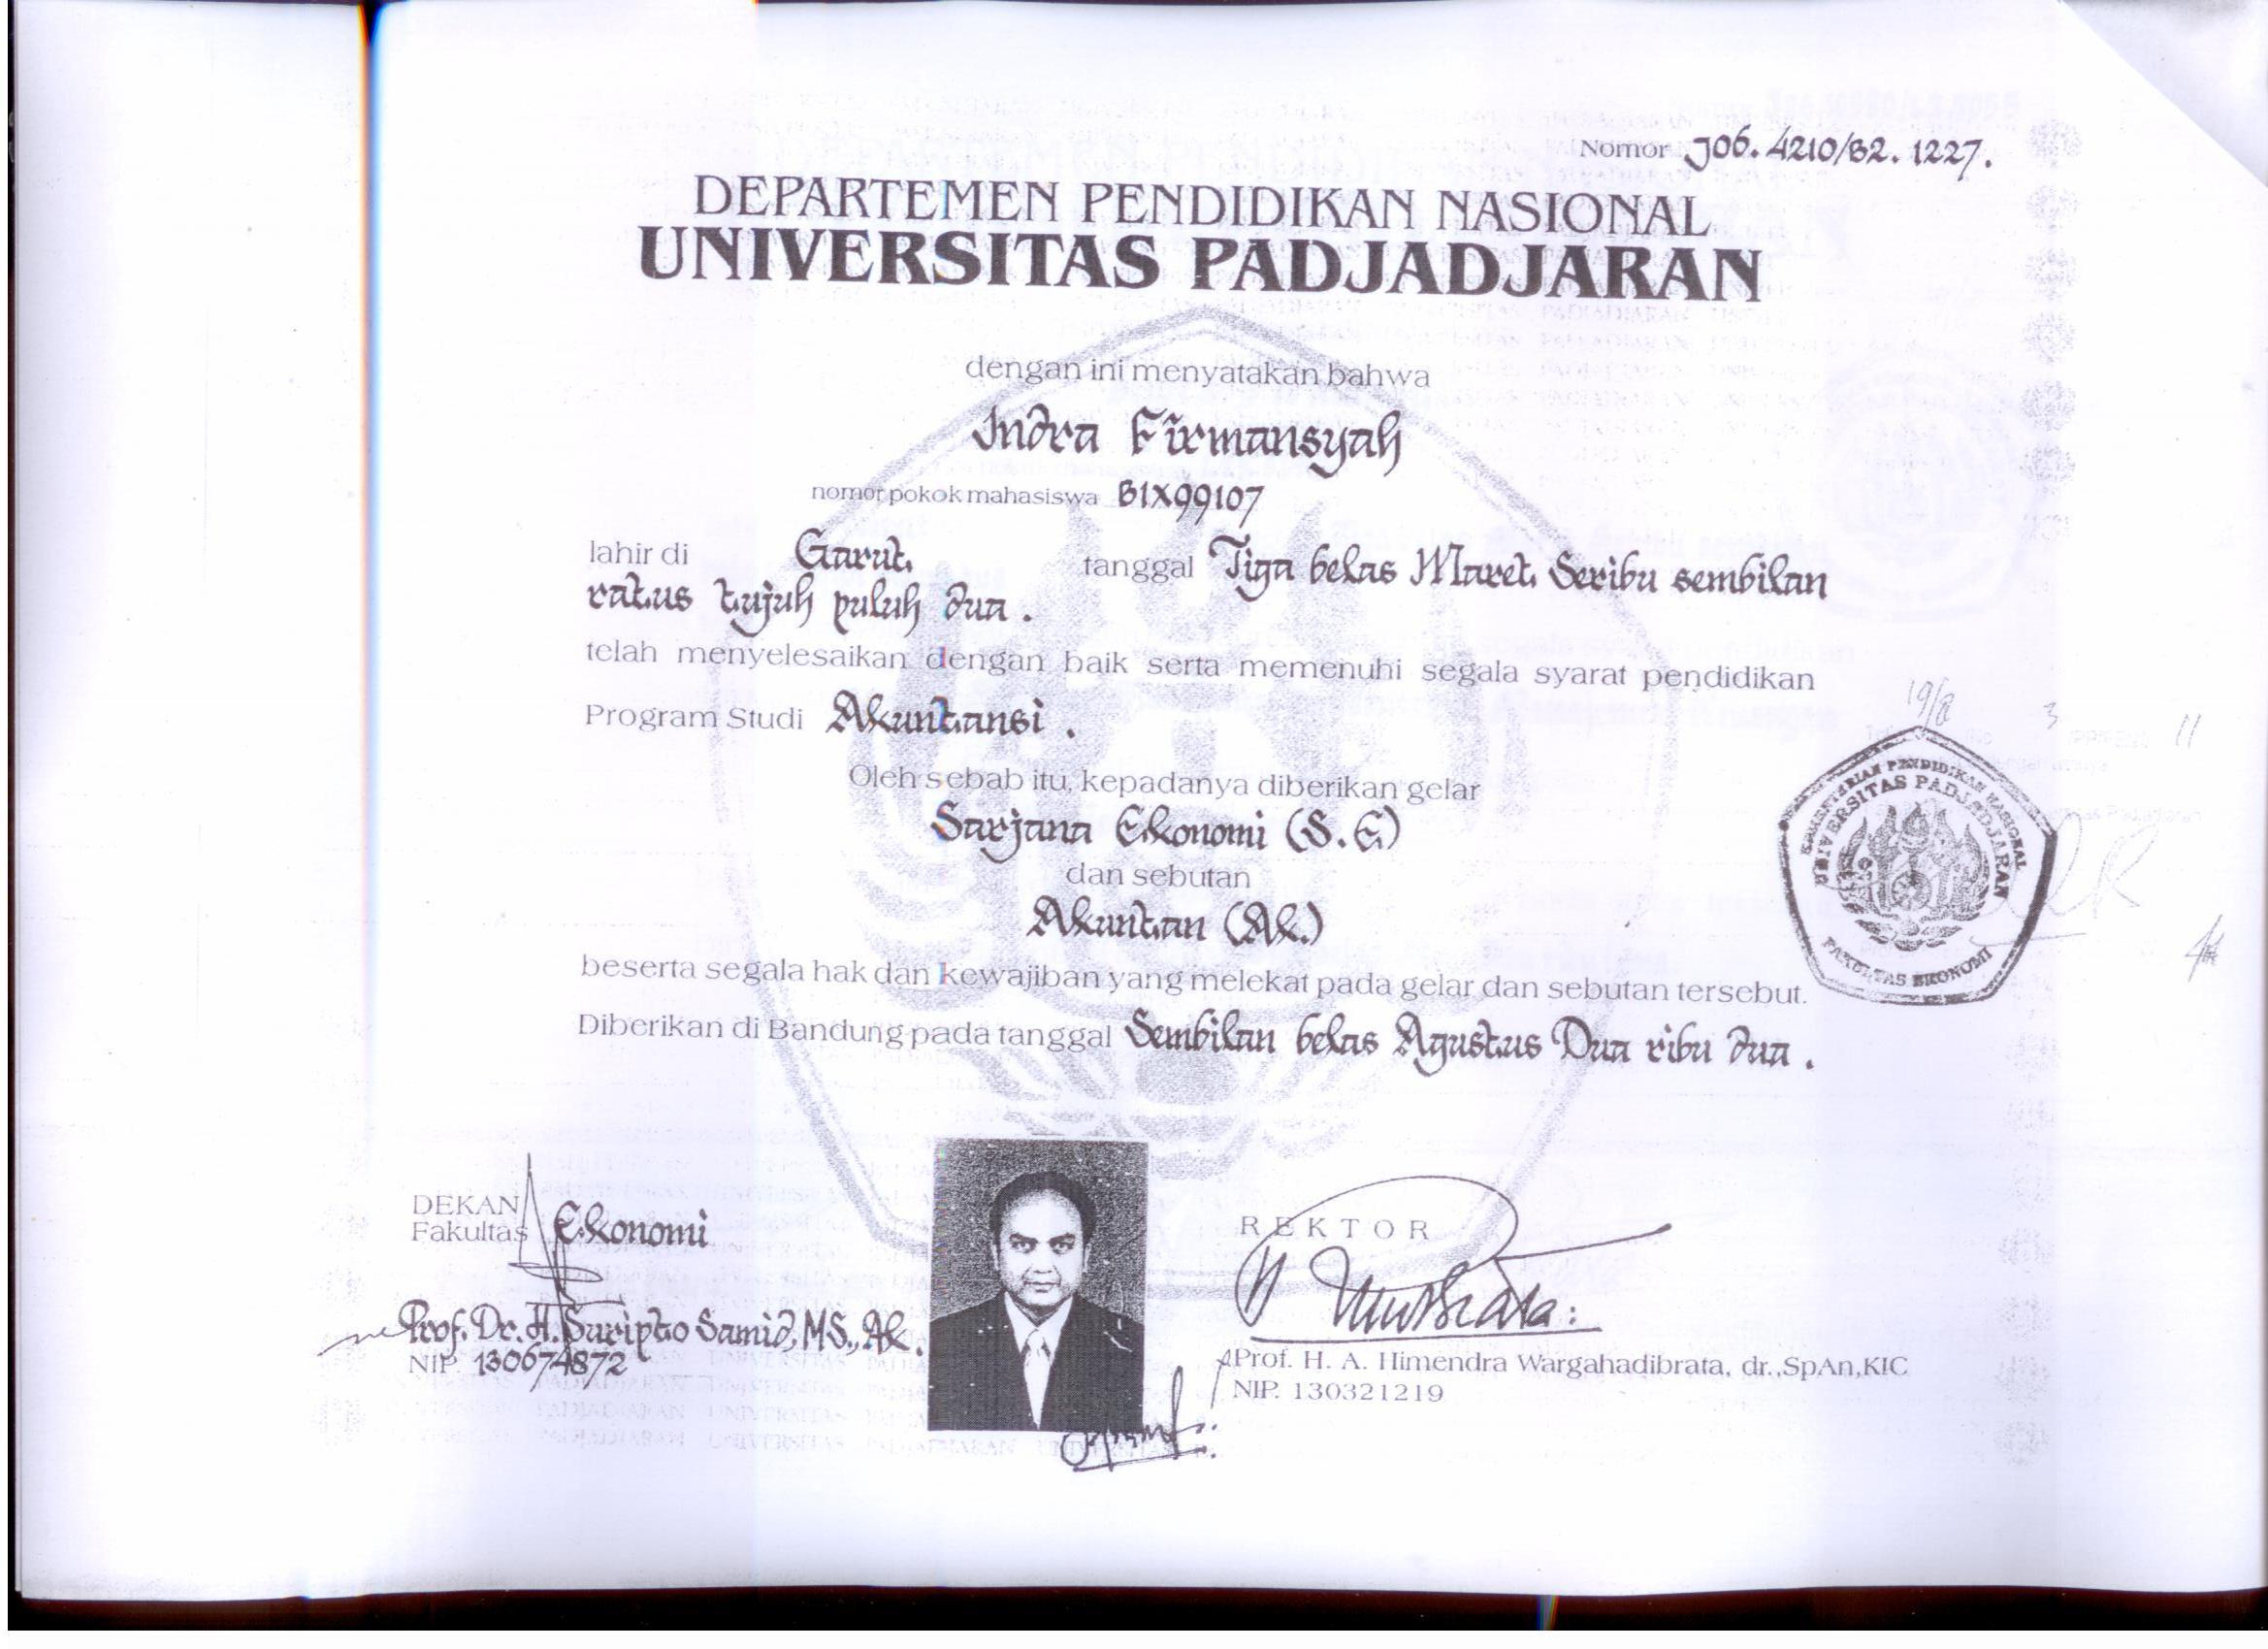 Nomor J06. 4210/B2. 1227.
DEPARTEMEN PENDIDIKAN NASIONAL
UNIVERSITAS PADJADJARAN
dengan ini menyatakan bahwa
Indra Firmansyah
nomor pokok mahasiswa B1X99107
lahir di Garut, tanggal Tiga belas Maret Seribu sembilan
ratus tujuh puluh dua .
telah menyelesaikan dengan baik serta memenuhi segala syarat pendidikan
Program Studi Akuntansi .
Oleh sebab itu, kepadanya diberikan gelar
Sarjana Ekonomi (S.E)
dan sebutan
Akuntan (Ak.)
beserta segala hak dan kewajiban yang melekat pada gelar dan sebutan tersebut.
Diberikan di Bandung pada tanggal Sembilan belas Agustus Dua ribu dua .
19/8 3 11
KEMENTERIAN PENDIDIKAN NASIONAL
UNIVERSITAS PADJADJARAN
FAKULTAS EKONOMI
DEKAN
Fakultas Ekonomi
Prof. Dr. H. Suripto Samid, MS., Ak.
NIP 130674872
REKTOR
Prof. H. A. Himendra Wargahadibrata, dr.,SpAn,KIC
NIP. 130321219